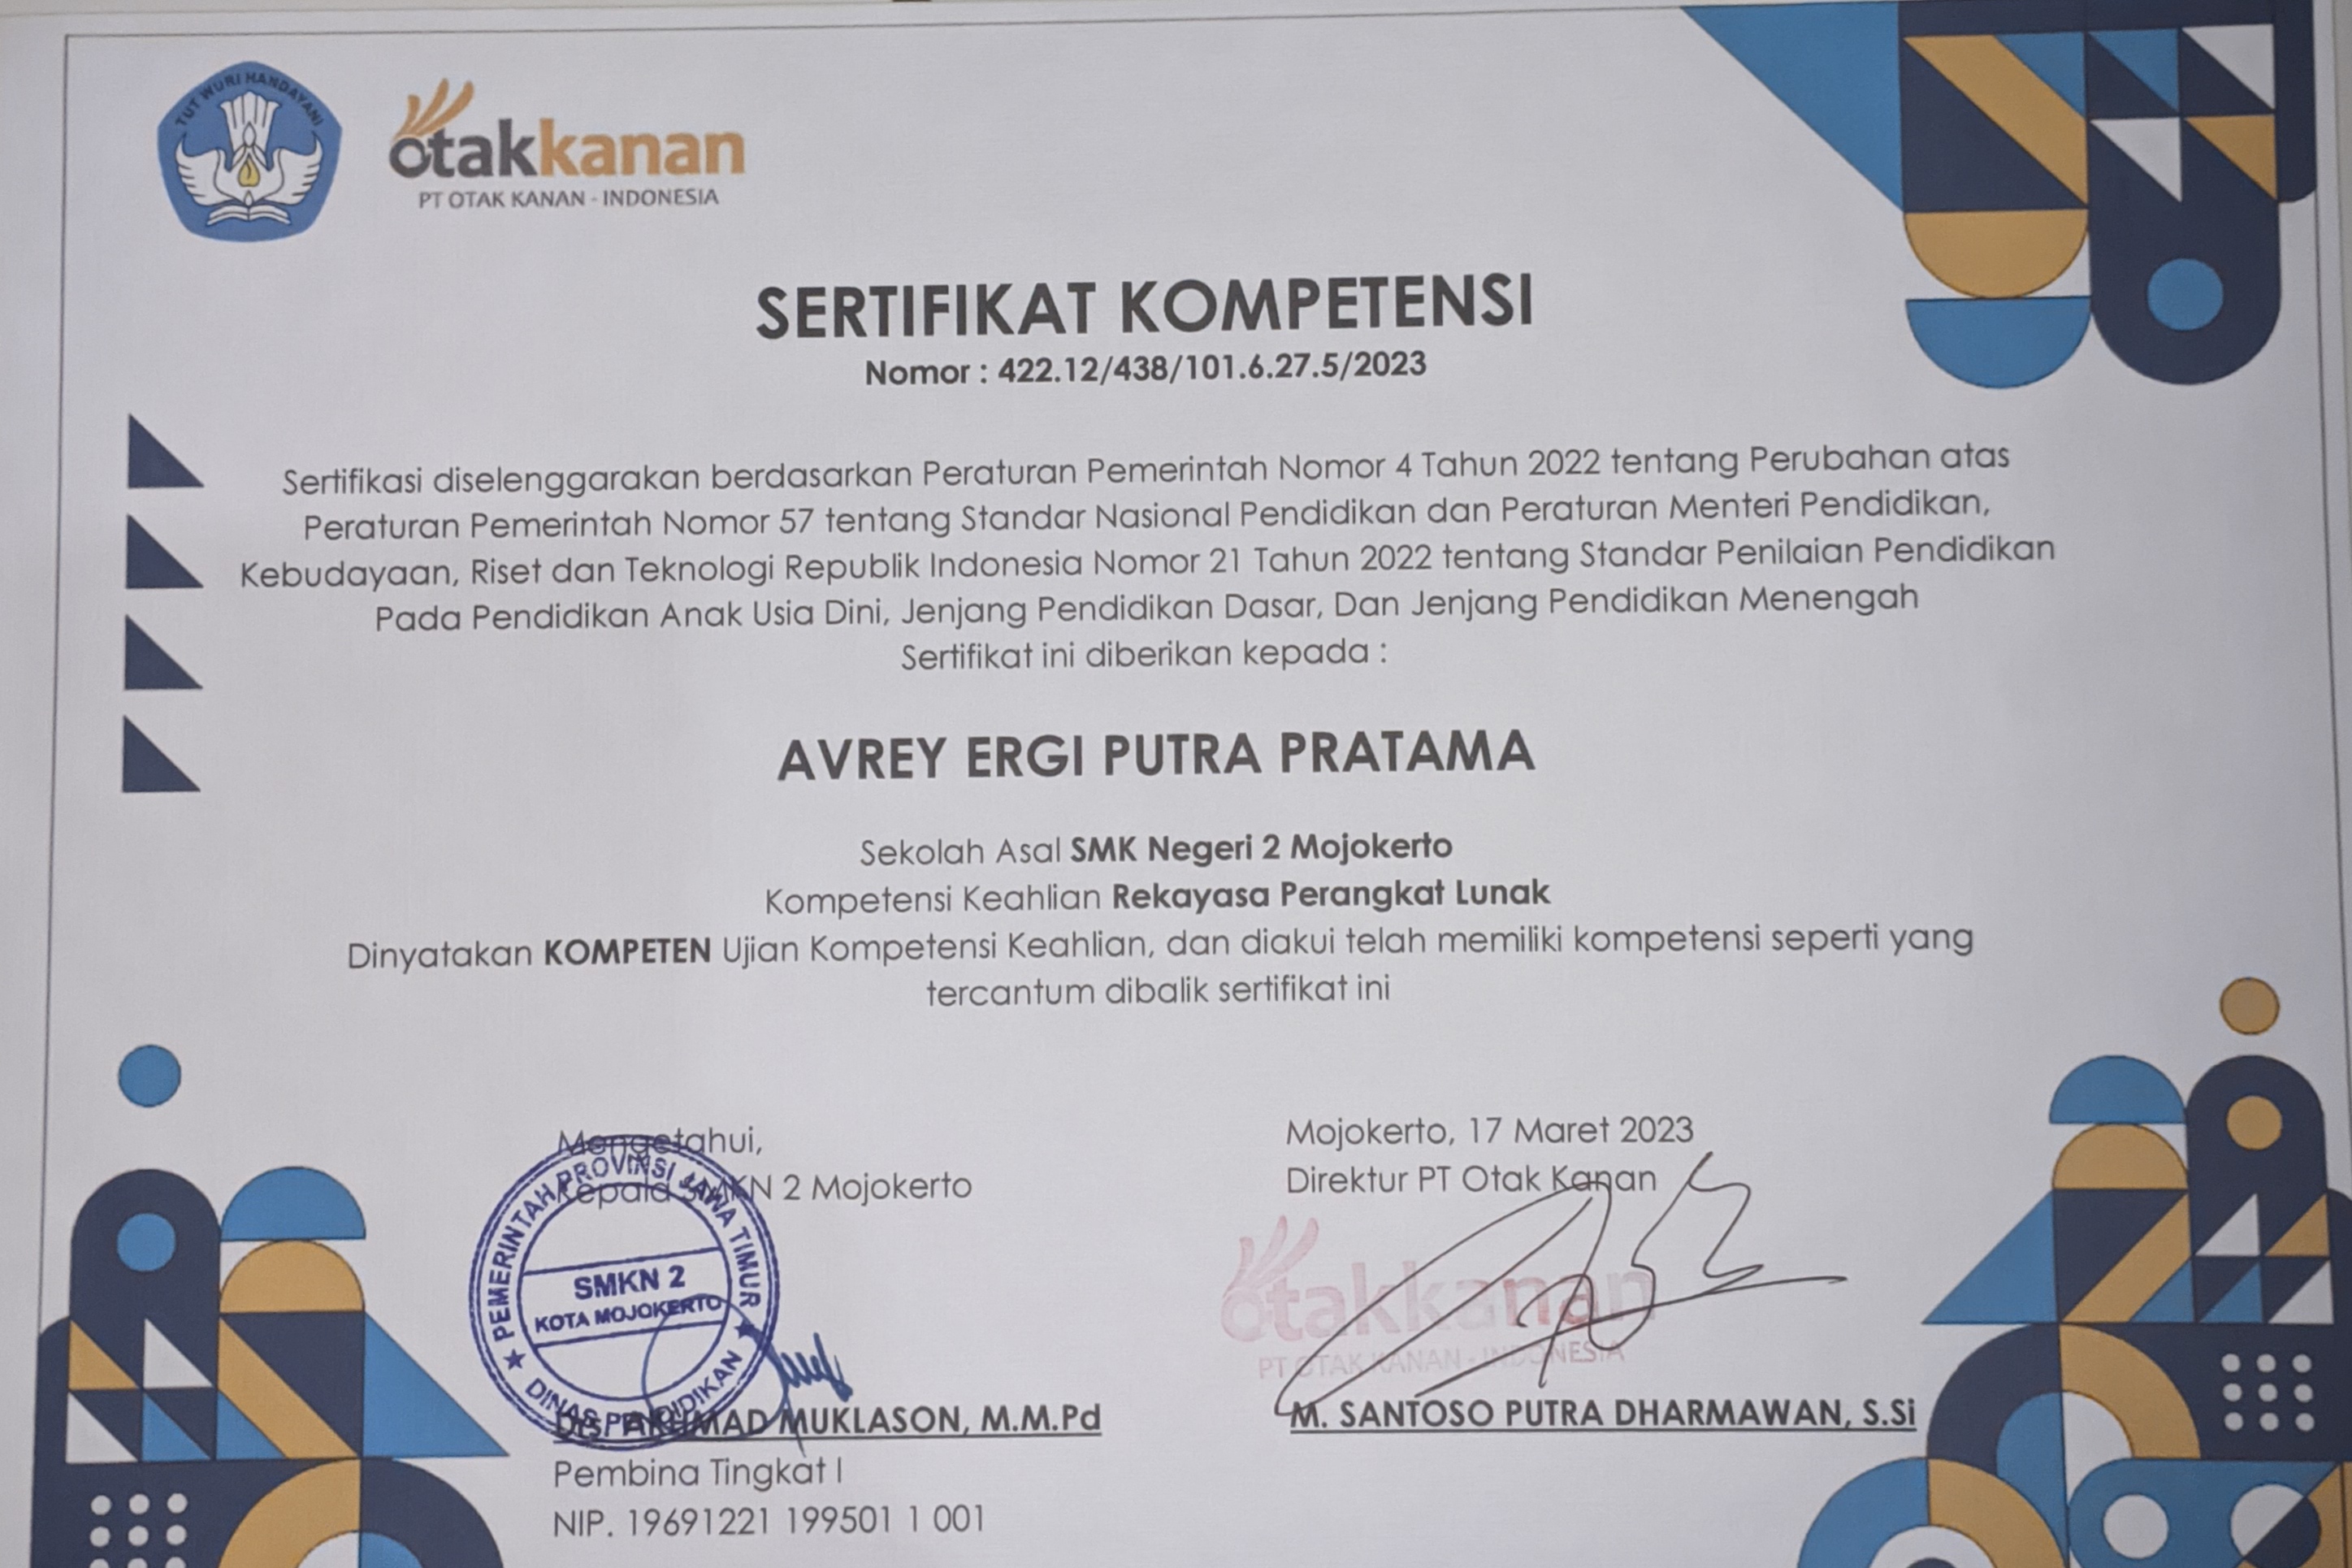 TUT WURI HANDAYANI
otakkanan
PT OTAK KANAN - INDONESIA
SERTIFIKAT KOMPETENSI
Nomor : 422.12/438/101.6.27.5/2023
Sertifikasi diselenggarakan berdasarkan Peraturan Pemerintah Nomor 4 Tahun 2022 tentang Perubahan atas
Peraturan Pemerintah Nomor 57 tentang Standar Nasional Pendidikan dan Peraturan Menteri Pendidikan,
Kebudayaan, Riset dan Teknologi Republik Indonesia Nomor 21 Tahun 2022 tentang Standar Penilaian Pendidikan
Pada Pendidikan Anak Usia Dini, Jenjang Pendidikan Dasar, Dan Jenjang Pendidikan Menengah
Sertifikat ini diberikan kepada :
AVREY ERGI PUTRA PRATAMA
Sekolah Asal SMK Negeri 2 Mojokerto
Kompetensi Keahlian Rekayasa Perangkat Lunak
Dinyatakan KOMPETEN Ujian Kompetensi Keahlian, dan diakui telah memiliki kompetensi seperti yang
tercantum dibalik sertifikat ini
Mengetahui,
Kepala SMKN 2 Mojokerto
PEMERINTAH PROVINSI JAWA TIMUR
SMKN 2
KOTA MOJOKERTO
DINAS PENDIDIKAN
Drs AKHMAD MUKLASON, M.M.Pd
Pembina Tingkat I
NIP. 19691221 199501 1 001
Mojokerto, 17 Maret 2023
Direktur PT Otak Kanan
otakkanan
PT OTAK KANAN - INDONESIA
M. SANTOSO PUTRA DHARMAWAN, S.Si